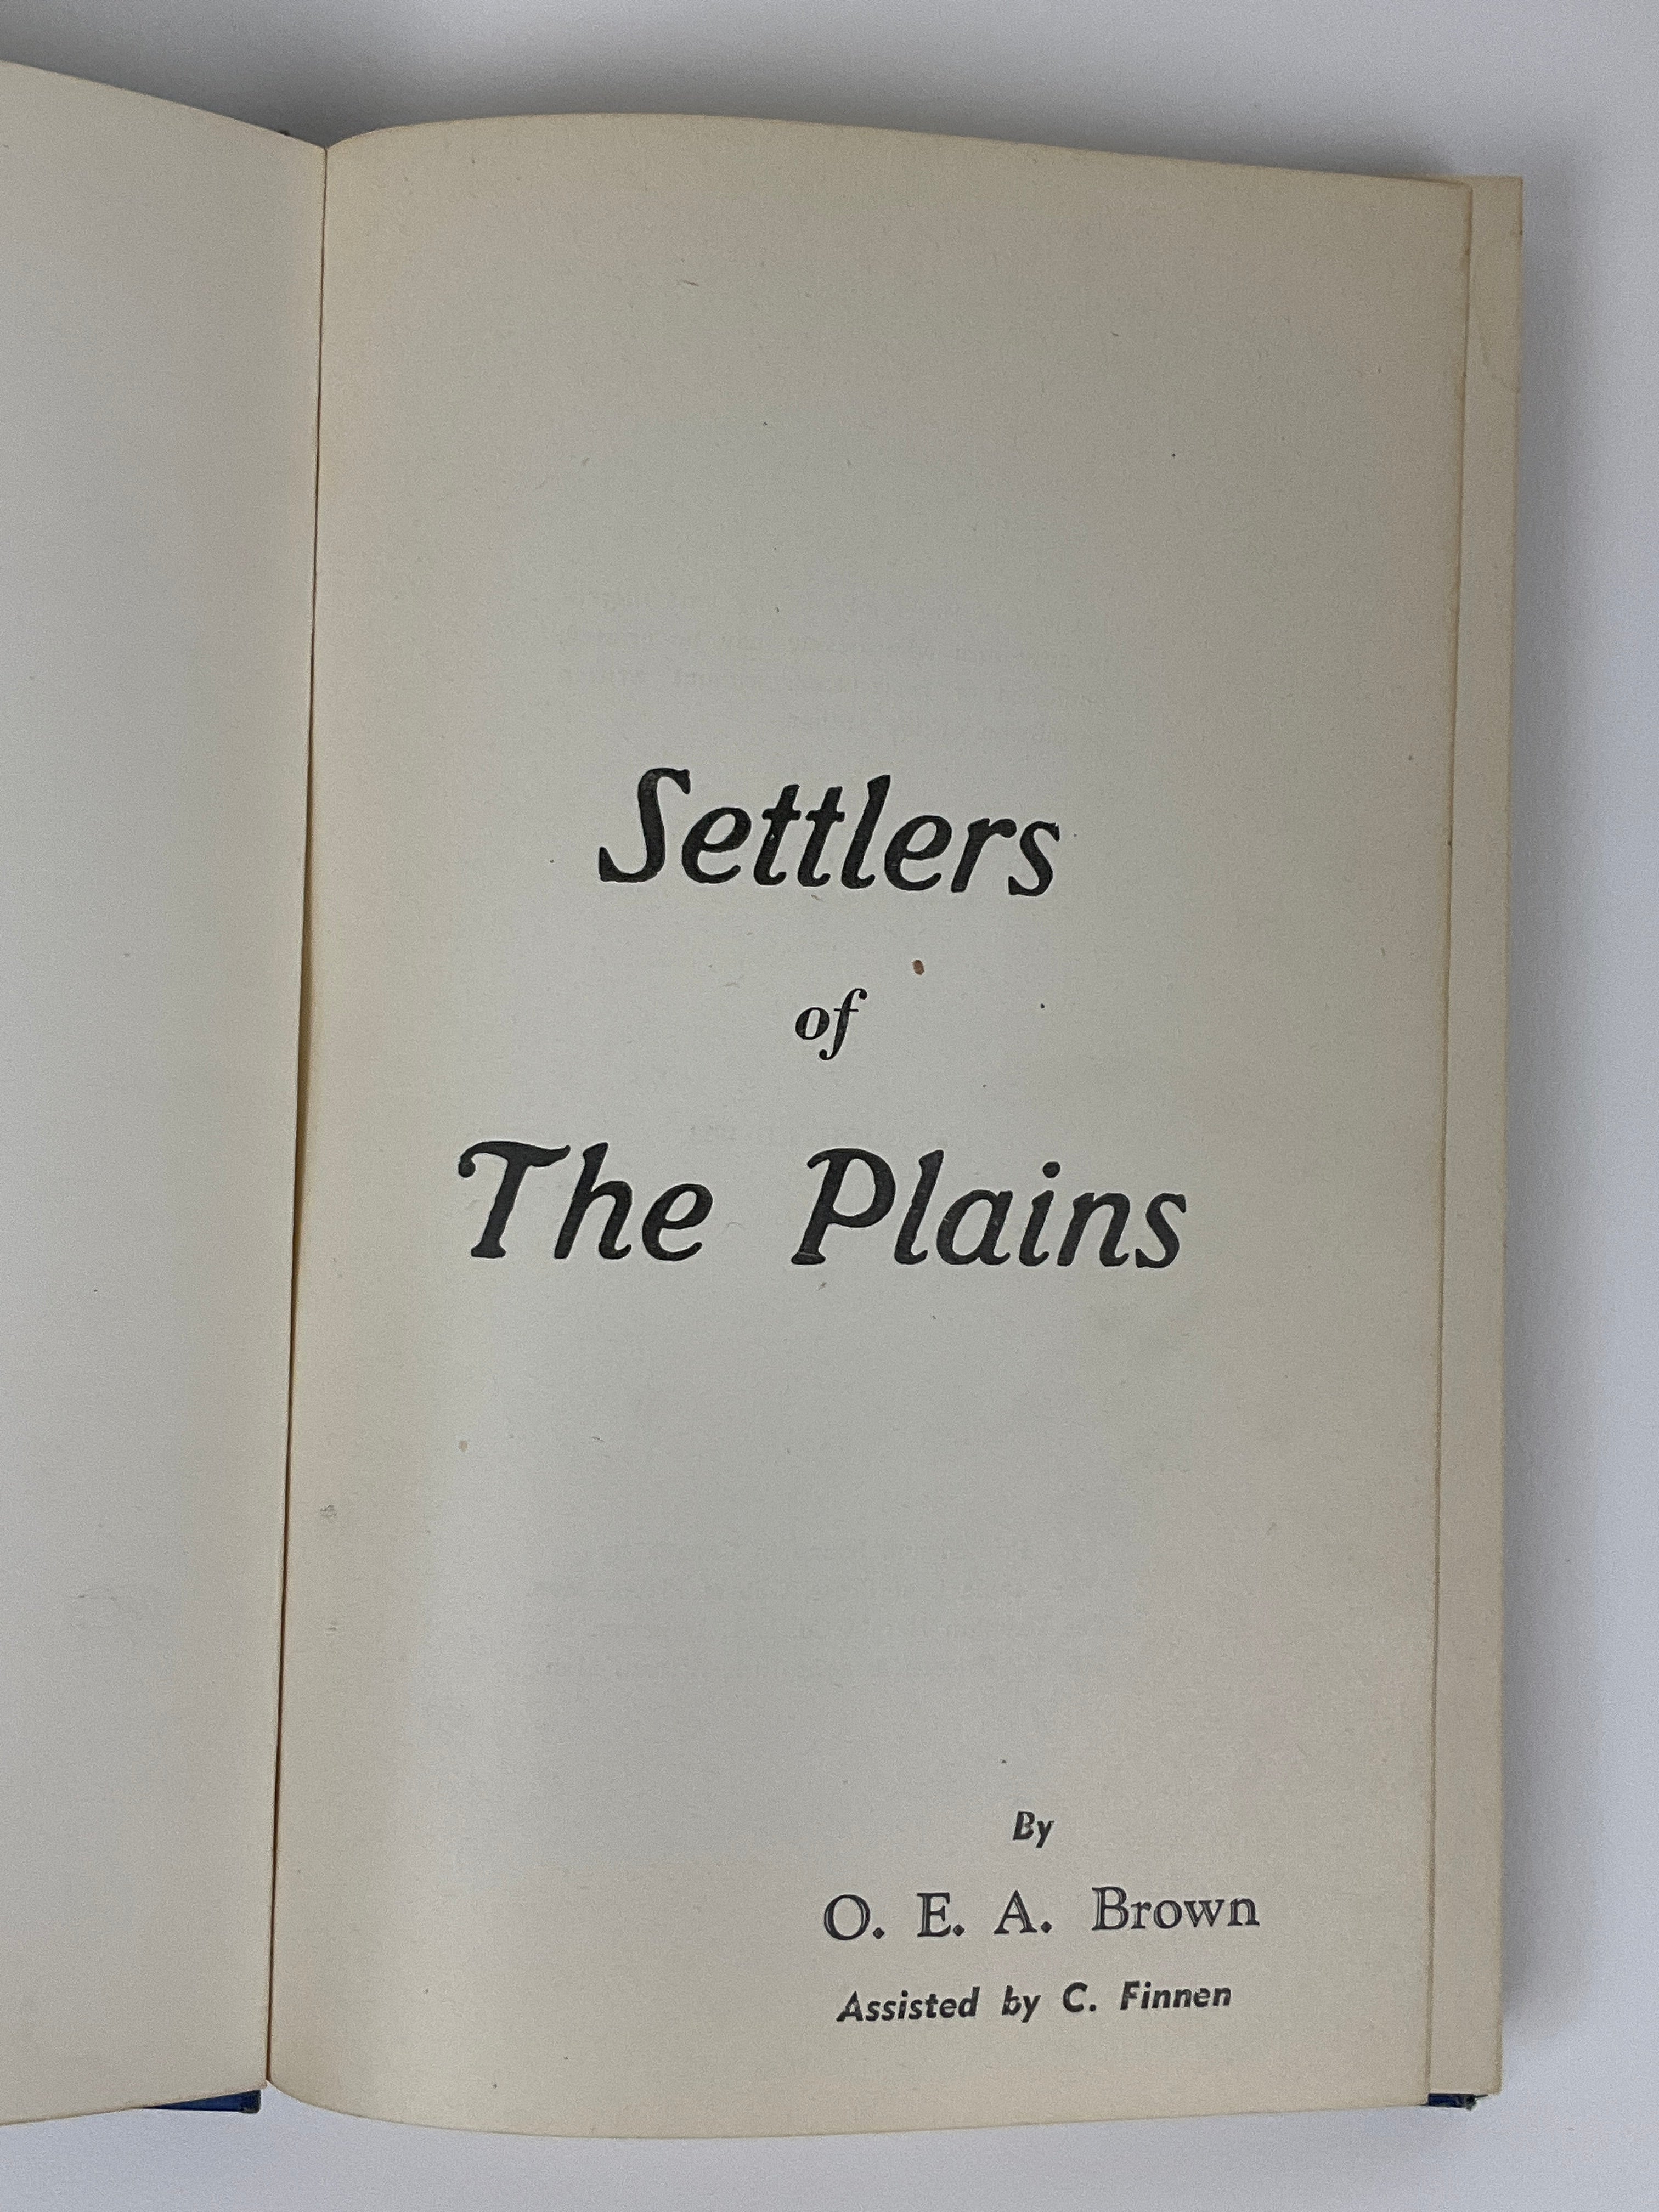 Settlers
of
The Plains
By
O. E. A. Brown
Assisted by C. Finnen